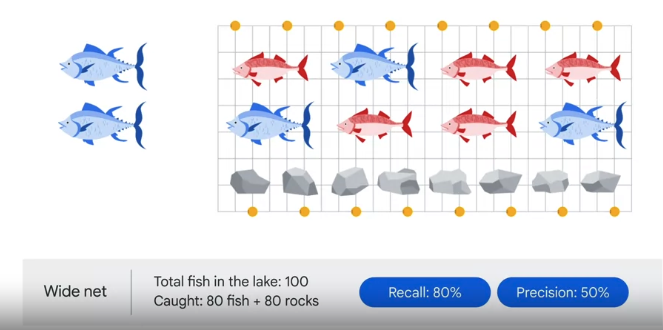 Wide net
Total fish in the lake: 100
Caught: 80 fish + 80 rocks
Recall: 80%
Precision: 50%